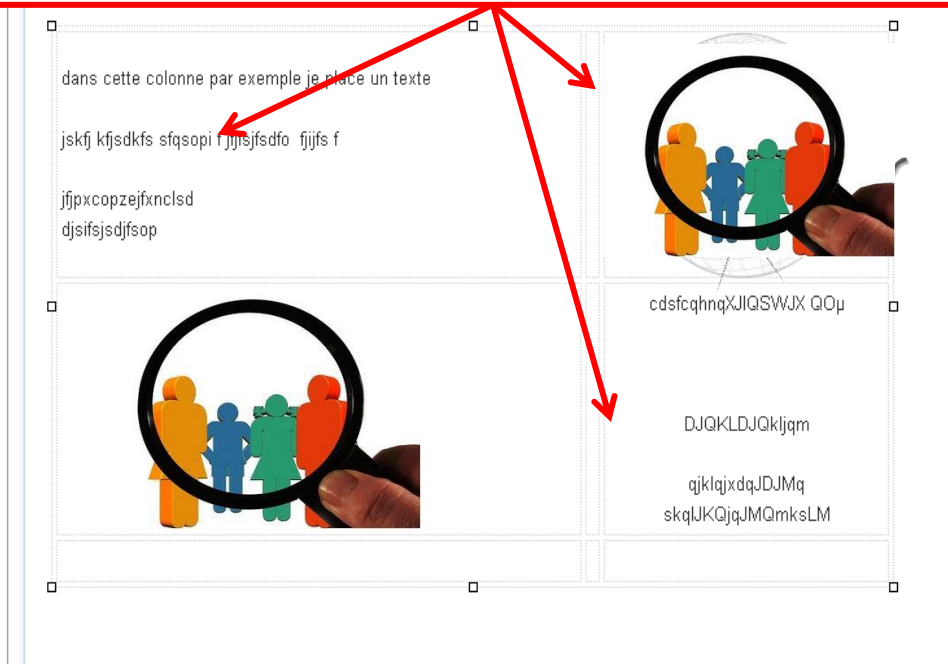 dans cette colonne par exemple je place un texte
jskfj kfjsdkfs sfqsopi f jfjisjfsdfo fjijfs f
jfjpxcopzejfxnclsd
djsifsjsdjfsop
cdsfcqhnqXJIQSWJX QOµ
DJQKLDJQkljqm
qjklqjxdqJDJMq
skqlJKQjqJMQmksLM